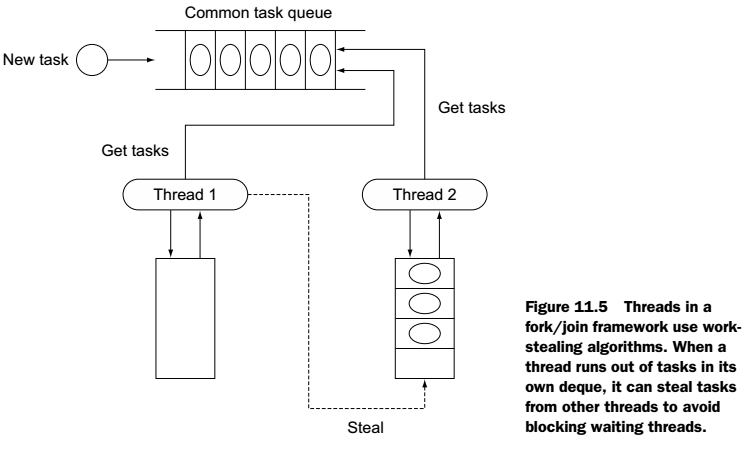 Common task queue
New task
Get tasks
Get tasks
Thread 1
Thread 2
Steal
Figure 11.5 Threads in a
fork/join framework use work-
stealing algorithms. When a
thread runs out of tasks in its
own deque, it can steal tasks
from other threads to avoid
blocking waiting threads.